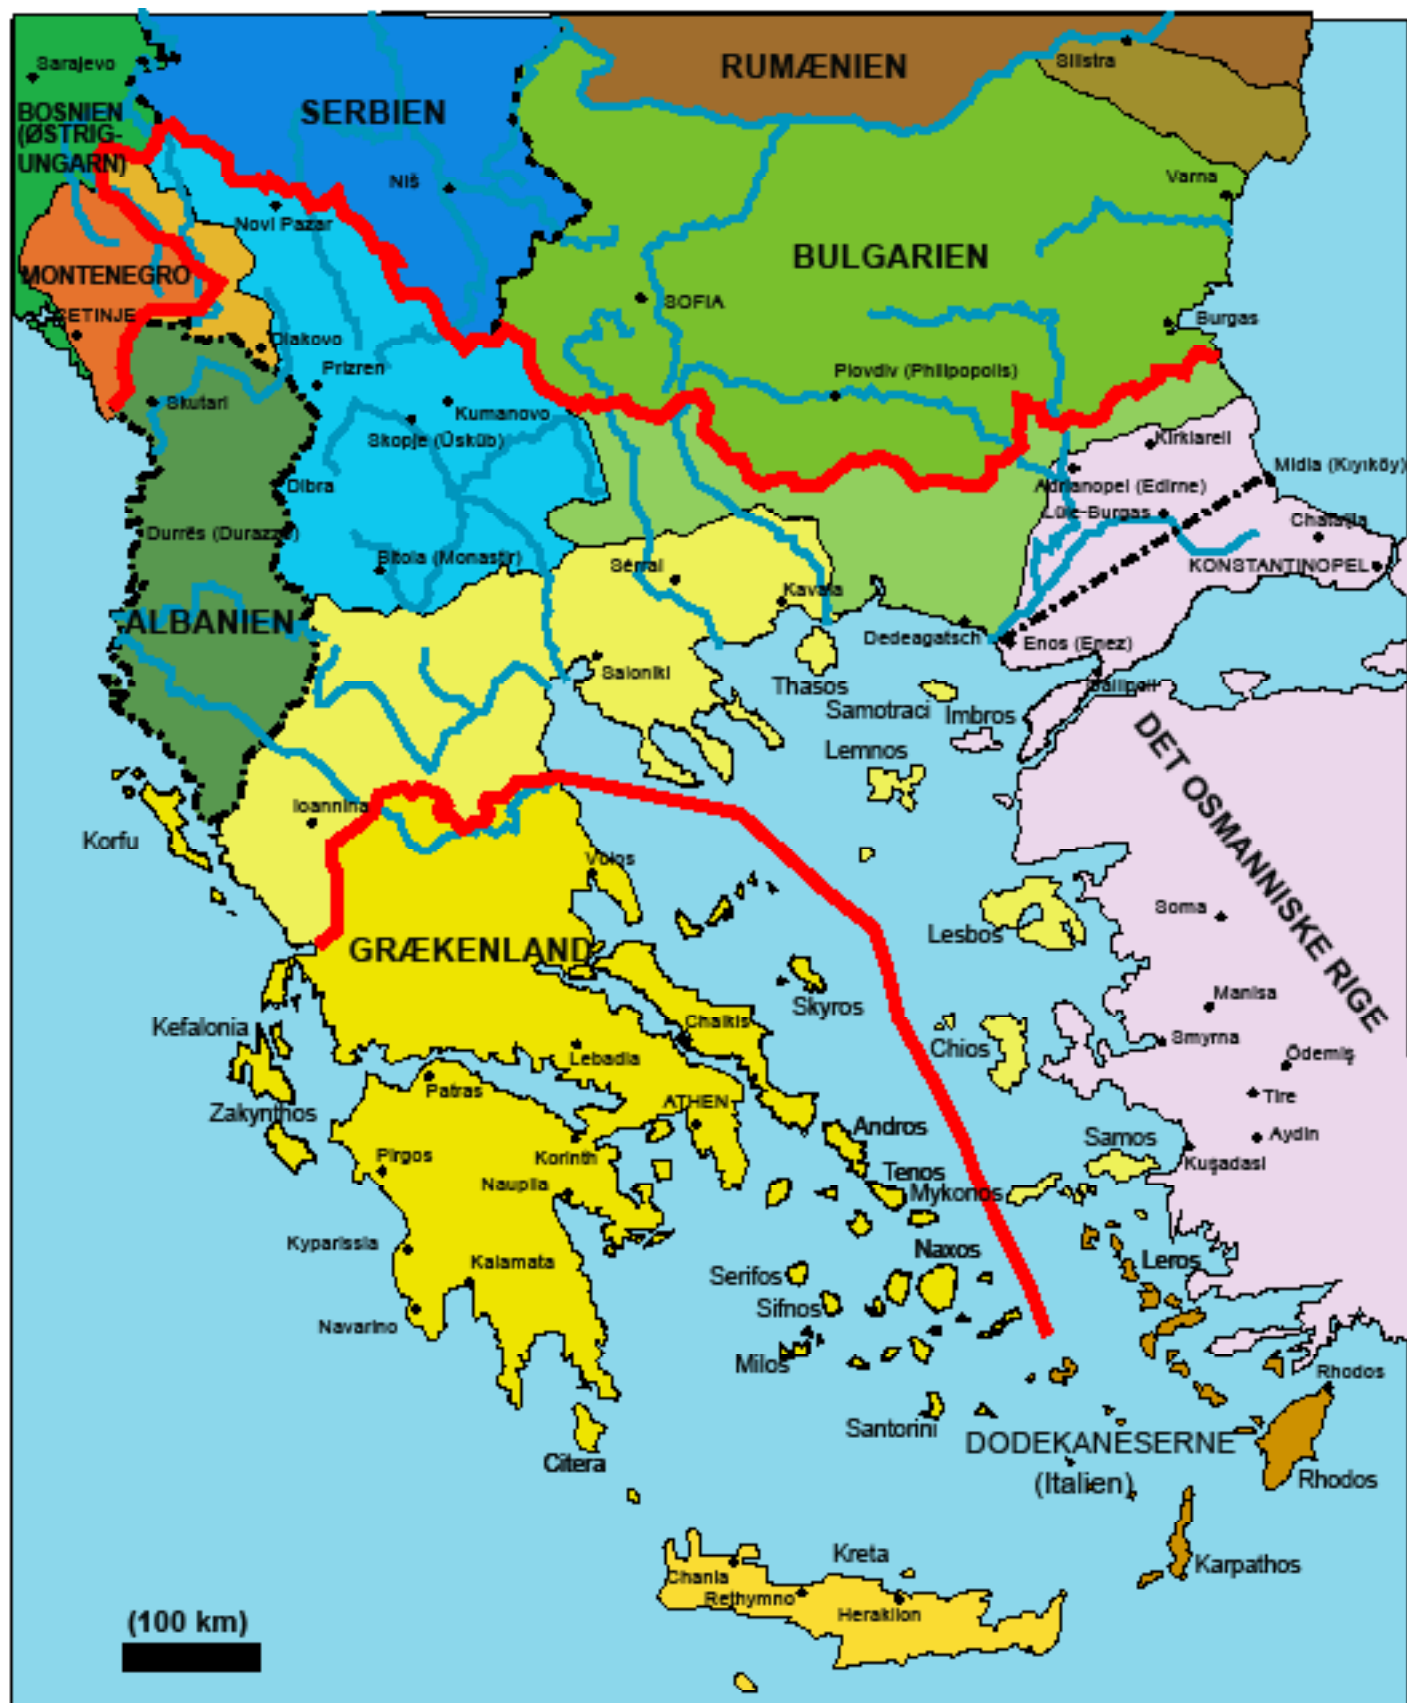 Sarajevo
BOSNIEN
(ØSTRIG-
UNGARN)
SERBIEN
RUMÆNIEN
Silistra
Niš
Varna
Novi Pazar
MONTENEGRO
CETINJE
BULGARIEN
SOFIA
Burgas
Diakovo
Prizren
Plovdiv (Philpopolis)
Skutari
Kumanovo
Skopje (Üsküb)
Kirklareli
Midia (Kıyıköy)
Dibra
Adrianopel (Edirne)
Lüle-Burgas
Chataljla
Durrës (Durazzo)
Bitola (Monastir)
Sérrai
KONSTANTINOPEL
Kavala
ALBANIEN
Dedeagatsch
Enos (Enez)
Saloniki
Gallipoli
Thasos
Samotraci
Imbros
Lemnos
DET OSMANNISKE RIGE
Ioannina
Korfu
Volos
Soma
Lesbos
GRÆKENLAND
Skyros
Manisa
Kefalonia
Chalkis
Chios
Smyrna
Lebadia
Ödemiş
Patras
Zakynthos
ATHEN
Tire
Andros
Samos
Aydin
Pirgos
Korinth
Kuşadasi
Tenos
Nauplia
Mykonos
Kyparissia
Kalamata
Naxos
Leros
Serifos
Sifnos
Navarino
Milos
Rhodos
Santorini
DODEKANESERNE
(Italien)
Citera
Rhodos
Kreta
Karpathos
Chania
Rethymno
Heraklion
(100 km)